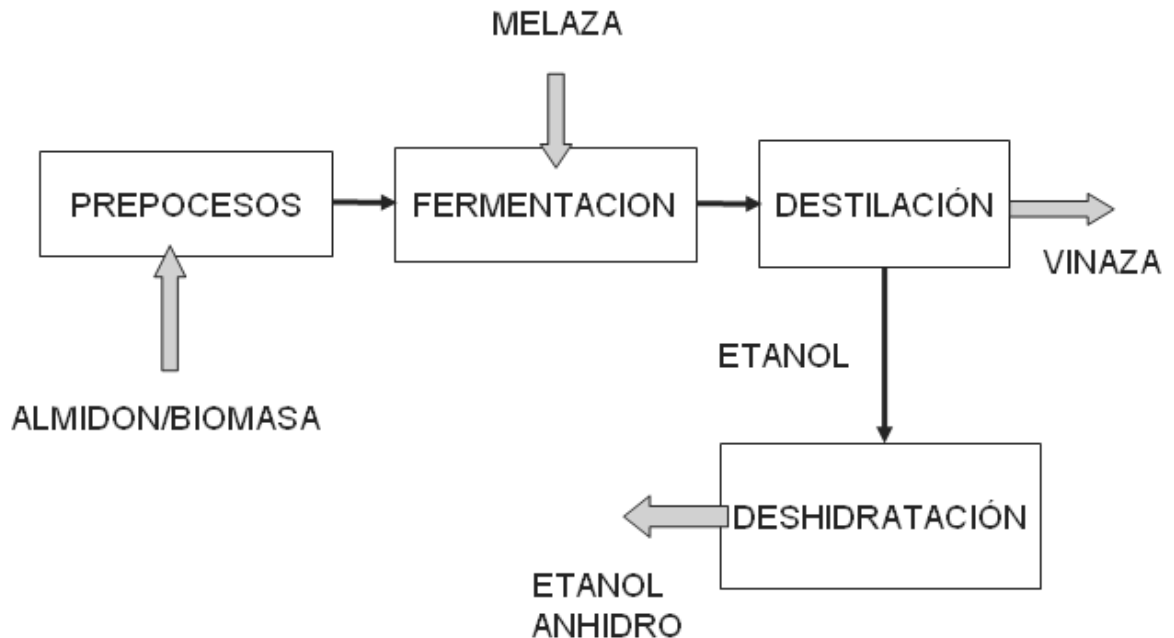 MELAZA
PREPOCESOS
FERMENTACION
DESTILACIÓN
VINAZA
ETANOL
ALMIDON/BIOMASA
DESHIDRATACIÓN
ETANOL
ANHIDRO